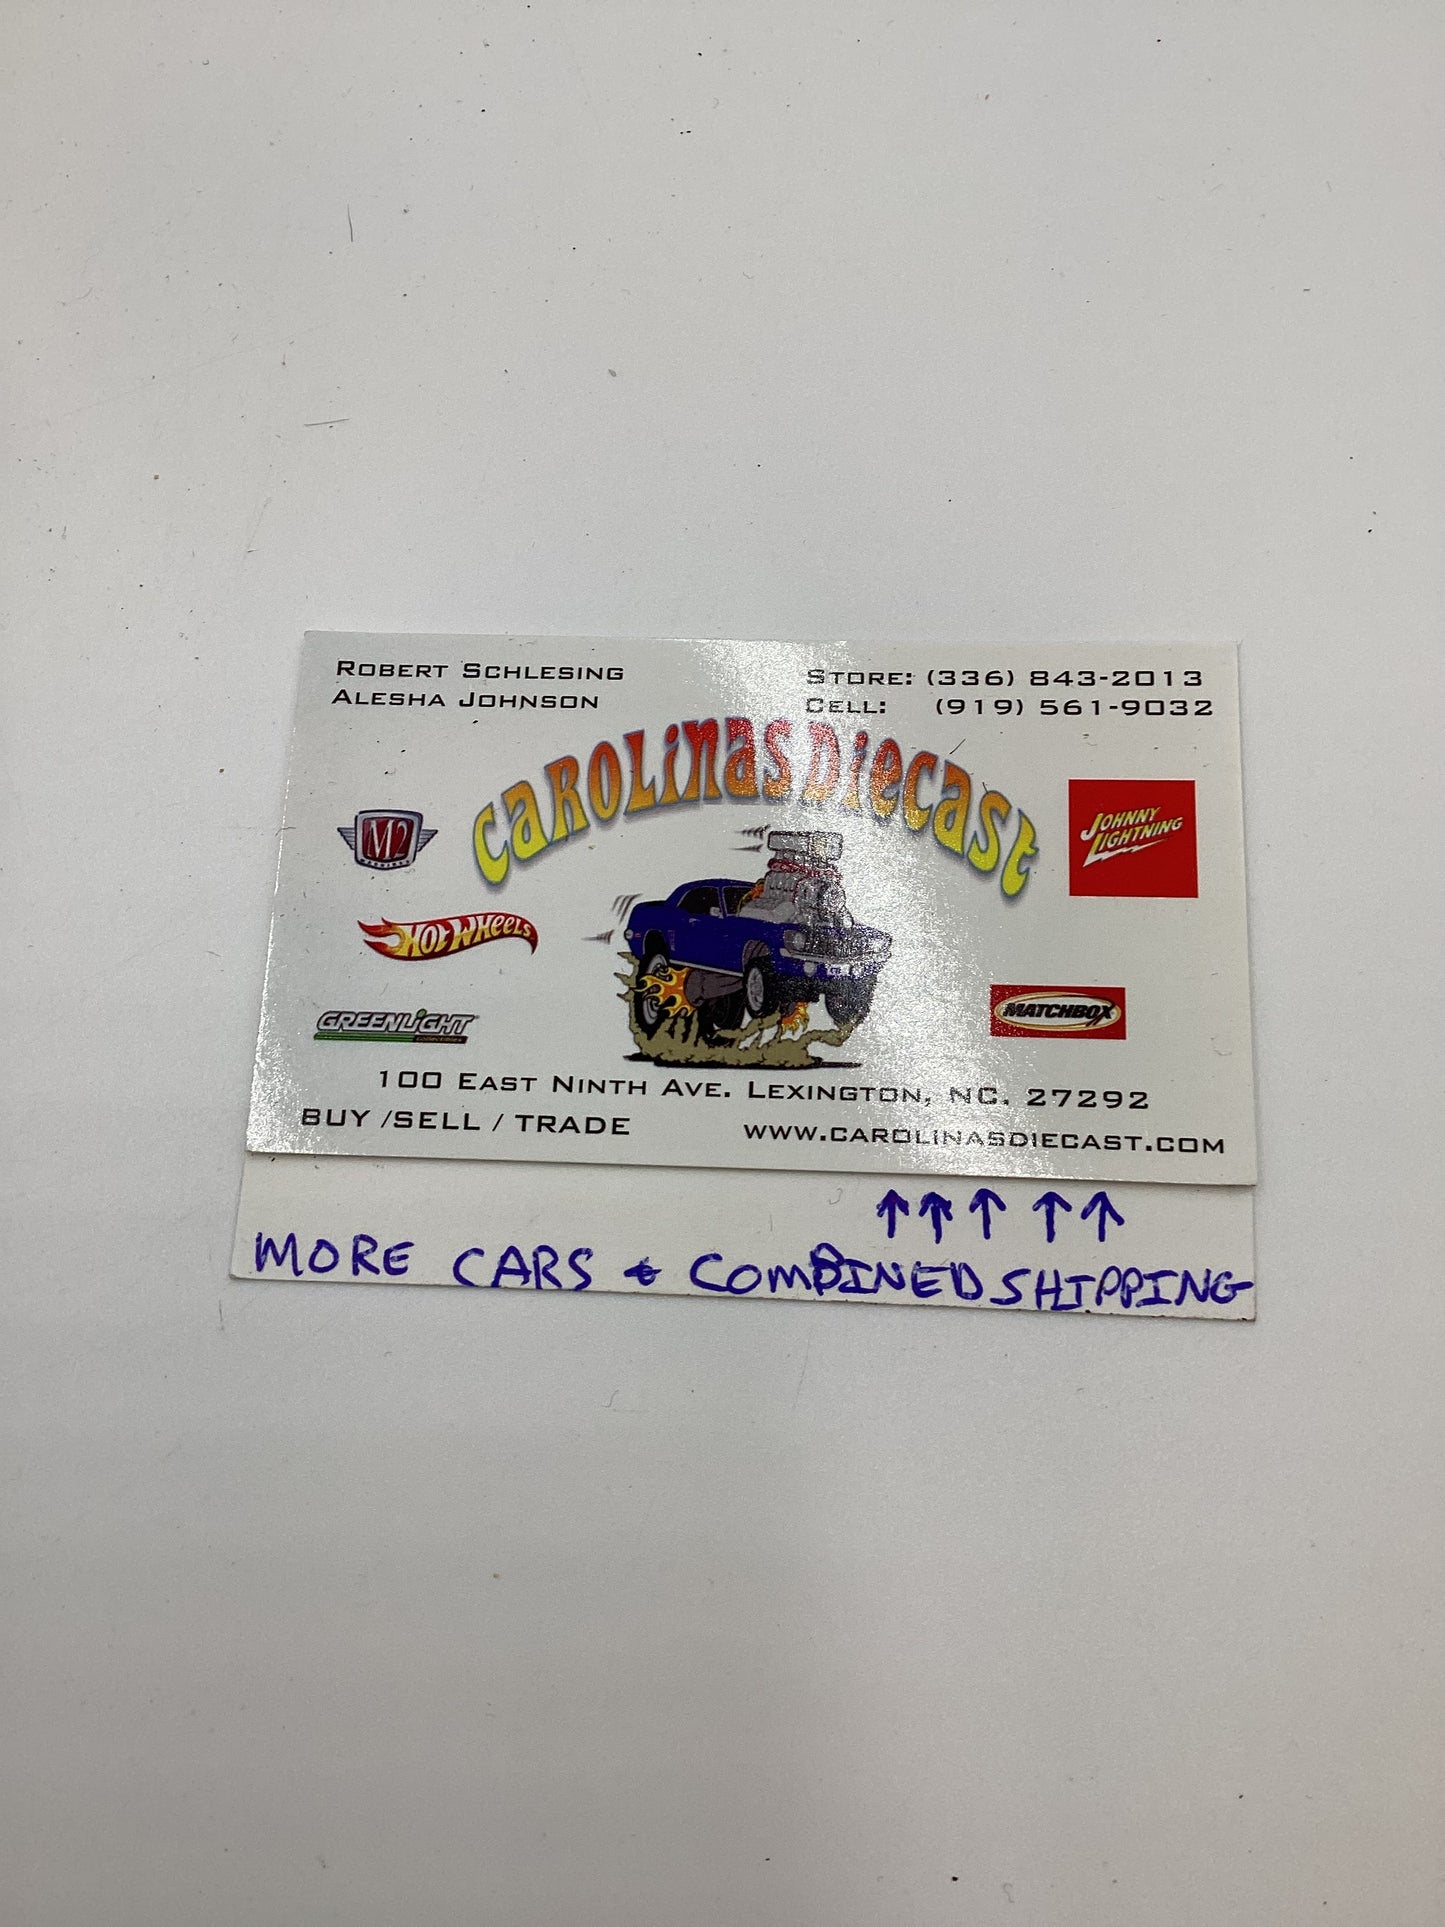 ROBERT SCHLESING
ALESHA JOHNSON
STORE: (336) 843-2013
CELL: (919) 561-9032
CAROLINAS DIECAST
M2
MACHINES
JOHNNY
LIGHTNING
HOT WHEELS
GREENLIGHT
COLLECTIBLES
MATCHBOX
100 EAST NINTH AVE. LEXINGTON, NC. 27292
BUY /SELL / TRADE
WWW.CAROLINASDIECAST.COM
↑ ↑ ↑ ↑ ↑
MORE CARS & COMBINED SHIPPING